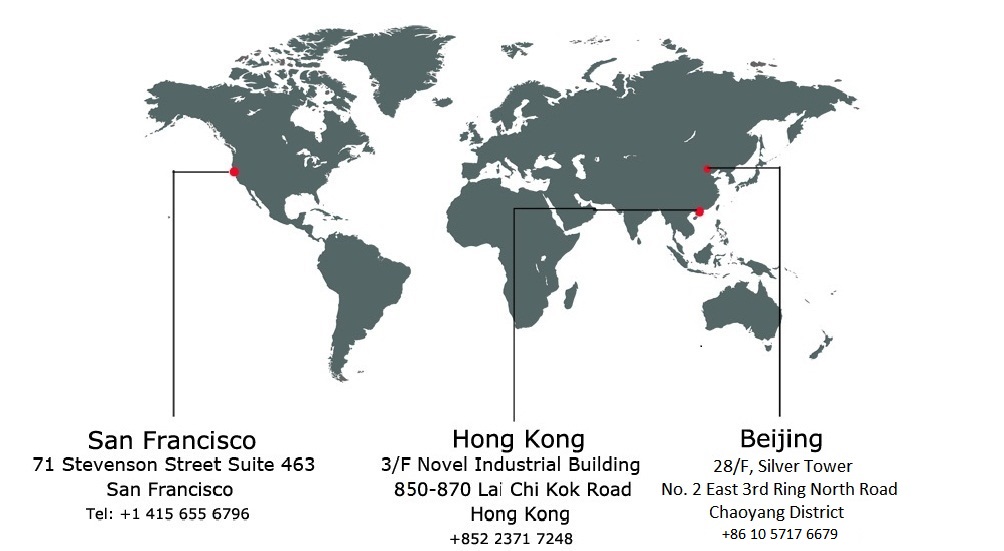 San Francisco
71 Stevenson Street Suite 463
San Francisco
Tel: +1 415 655 6796
Hong Kong
3/F Novel Industrial Building
850-870 Lai Chi Kok Road
Hong Kong
+852 2371 7248
Beijing
28/F, Silver Tower
No. 2 East 3rd Ring North Road
Chaoyang District
+86 10 5717 6679